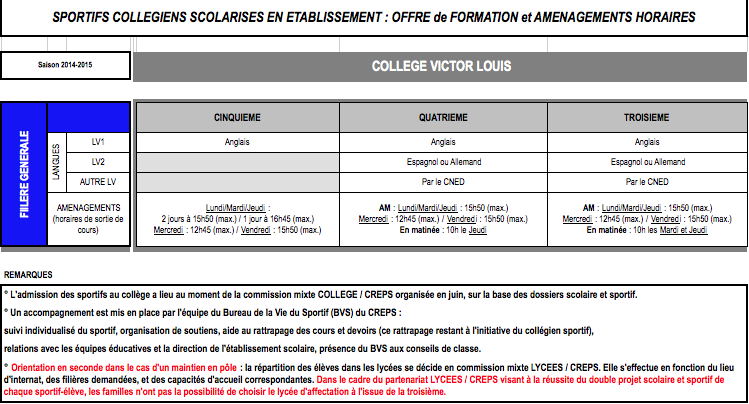 SPORTIFS COLLEGIENS SCOLARISES EN ETABLISSEMENT : OFFRE de FORMATION et AMENAGEMENTS HORAIRES
Saison 2014-2015
COLLEGE VICTOR LOUIS
CINQUIEME QUATRIEME TROISIEME
FILIERE GENERALE
LANGUES
LV1 Anglais Anglais Anglais
LV2 Espagnol ou Allemand Espagnol ou Allemand
AUTRE LV Par le CNED Par le CNED
AMENAGEMENTS
(horaires de sortie de
cours)
Lundi/Mardi/Jeudi :
2 jours à 15h50 (max.) / 1 jour à 16h45 (max.)
Mercredi : 12h45 (max.) / Vendredi : 15h50 (max.)
AM : Lundi/Mardi/Jeudi : 15h50 (max.)
Mercredi : 12h45 (max.) / Vendredi : 15h50 (max.)
En matinée : 10h le Jeudi
AM : Lundi/Mardi/Jeudi : 15h50 (max.)
Mercredi : 12h45 (max.) / Vendredi : 15h50 (max.)
En matinée : 10h les Mardi et Jeudi
REMARQUES
* L'admission des sportifs au collège a lieu au moment de la commission mixte COLLEGE / CREPS organisée en juin, sur la base des dossiers scolaire et sportif.
* Un accompagnement est mis en place par l'équipe du Bureau de la Vie du Sportif (BVS) du CREPS :
suivi individualisé du sportif, organisation de soutiens, aide au rattrapage des cours et devoirs (ce rattrapage restant à l'initiative du collégien sportif),
relations avec les équipes éducatives et la direction de l'établissement scolaire, présence du BVS aux conseils de classe.
* Orientation en seconde dans le cas d'un maintien en pôle : la répartition des élèves dans les lycées se décide en commission mixte LYCEES / CREPS. Elle s'effectue en fonction du lieu
d'internat, des filières demandées, et des capacités d'accueil correspondantes. Dans le cadre du partenariat LYCEES / CREPS visant à la réussite du double projet scolaire et sportif de
chaque sportif-élève, les familles n'ont pas la possibilité de choisir le lycée d'affectation à l'issue de la troisième.